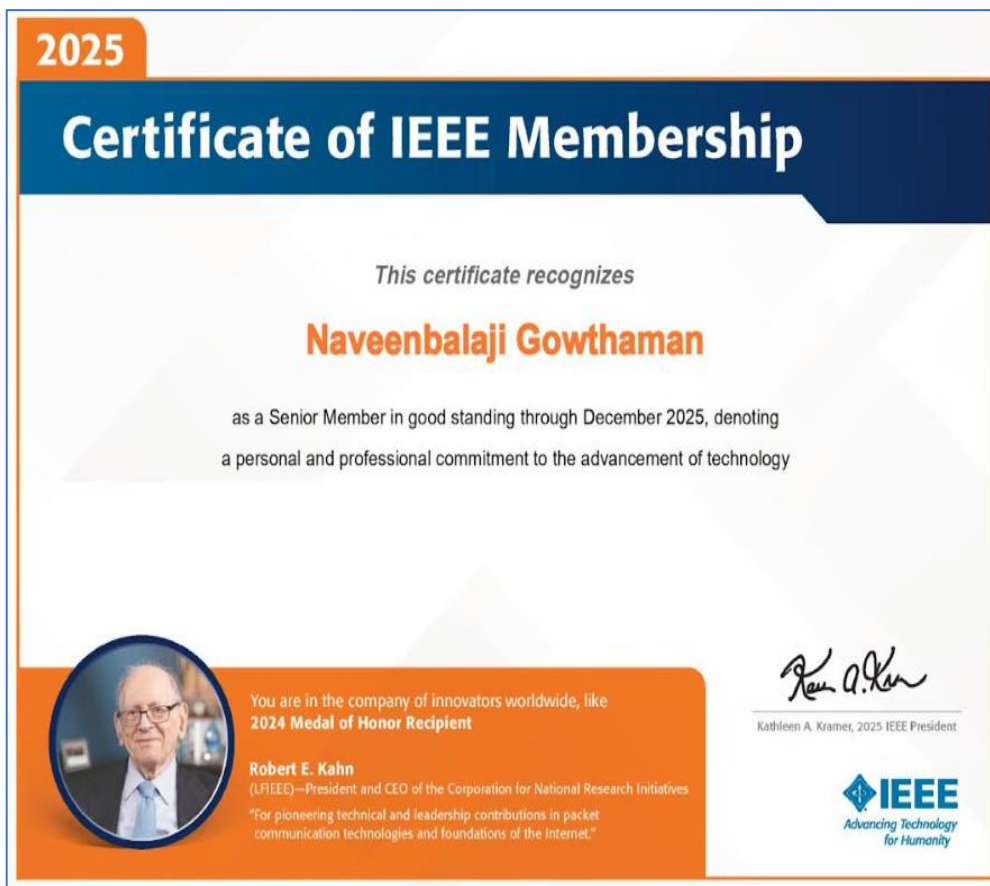 2025
Certificate of IEEE Membership
This certificate recognizes
Naveenbalaji Gowthaman
as a Senior Member in good standing through December 2025, denoting
a personal and professional commitment to the advancement of technology
You are in the company of innovators worldwide, like
2024 Medal of Honor Recipient
Robert E. Kahn
(LFIEEE)—President and CEO of the Corporation for National Research Initiatives
"For pioneering technical and leadership contributions in packet
communication technologies and foundations of the Internet."
Kathleen A. Kramer, 2025 IEEE President
IEEE
Advancing Technology
for Humanity